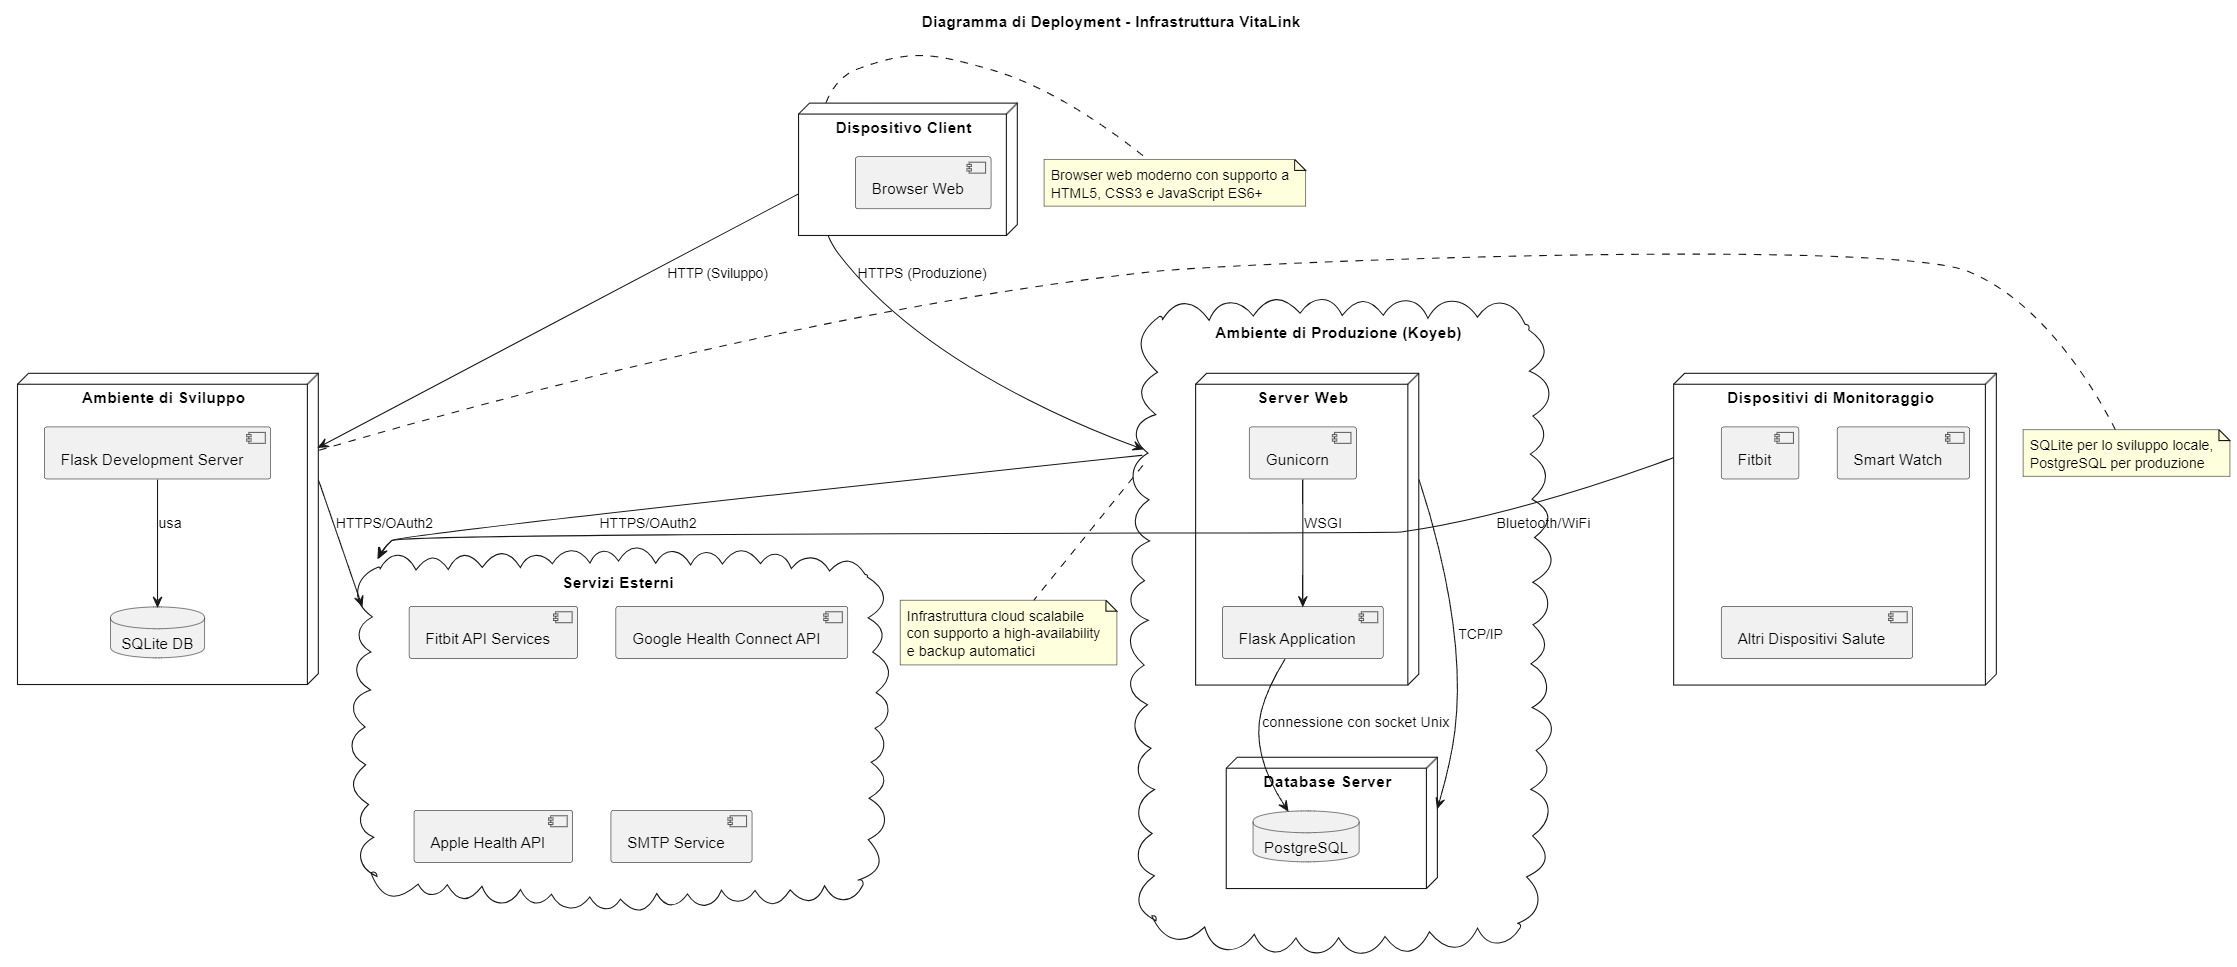 Diagramma di Deployment - Infrastruttura VitaLink
Dispositivo Client
Browser Web
Browser web moderno con supporto a
HTML5, CSS3 e JavaScript ES6+
HTTP (Sviluppo)
HTTPS (Produzione)
Ambiente di Sviluppo
Flask Development Server
usa
SQLite DB
HTTPS/OAuth2
HTTPS/OAuth2
Servizi Esterni
Fitbit API Services
Google Health Connect API
Apple Health API
SMTP Service
Infrastruttura cloud scalabile
con supporto a high-availability
e backup automatici
Ambiente di Produzione (Koyeb)
Server Web
Gunicorn
WSGI
Flask Application
TCP/IP
connessione con socket Unix
Database Server
PostgreSQL
Bluetooth/WiFi
Dispositivi di Monitoraggio
Fitbit
Smart Watch
Altri Dispositivi Salute
SQLite per lo sviluppo locale,
PostgreSQL per produzione